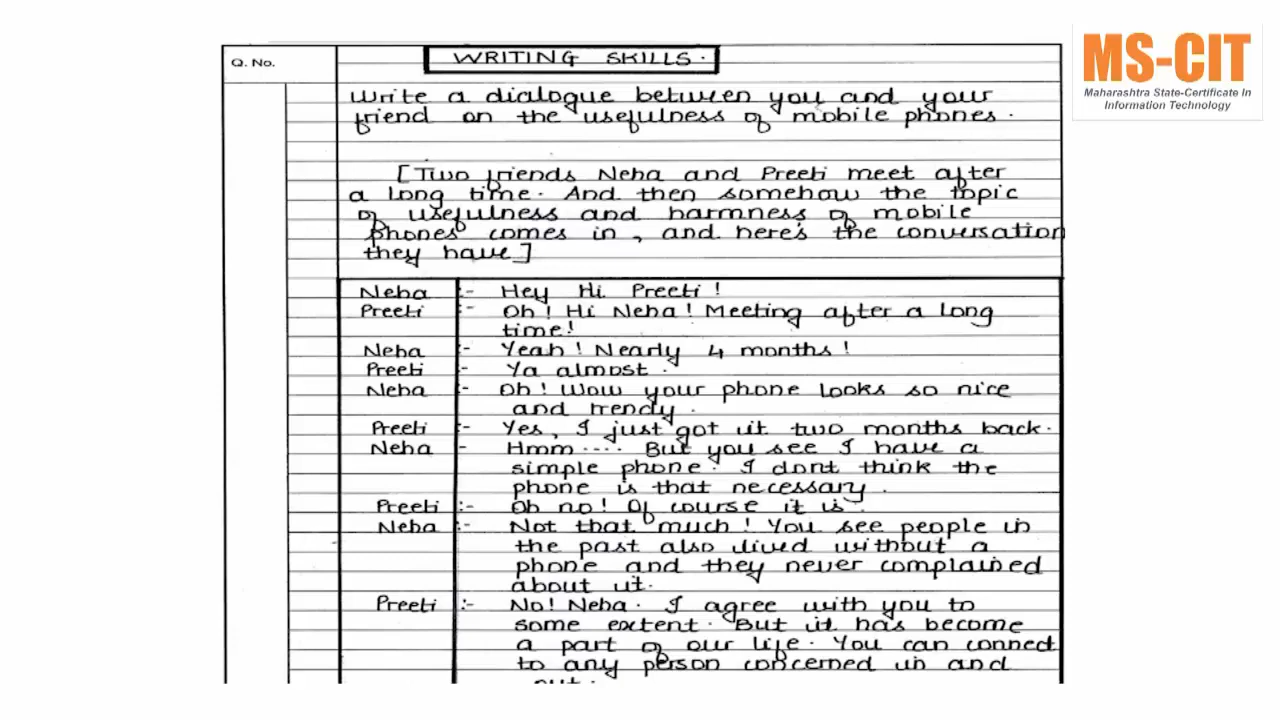 MS-CIT
Maharashtra State-Certificate In
Information Technology
Q. No.
WRITING SKILLS.
Write a dialogue between you and your
friend on the usefulness of mobile phones.
[Two friends Neha and Preeti meet after
a long time. And then somehow the topic
of usefulness and harmness of mobile
phones comes in, and here's the conversation
they have]
Neha :- Hey Hi Preeti!
Preeti :- Oh! Hi Neha! Meeting after a long
time!
Neha :- Yeah! Nearly 4 months!
Preeti :- Ya almost.
Neha :- Oh! Wow your phone looks so nice
and trendy.
Preeti :- Yes, I just got it two months back.
Neha - Hmm.... But you see I have a
simple phone. I dont think the
phone is that necessary.
Preeti :- Oh no! Of course it is.
Neha :- Not that much! You see people in
the past also lived without a
phone and they never complained
about it.
Preeti :- No! Neha. I agree with you to
some extent. But it has become
a part of our life. You can connect
to any person concerned in and
out.